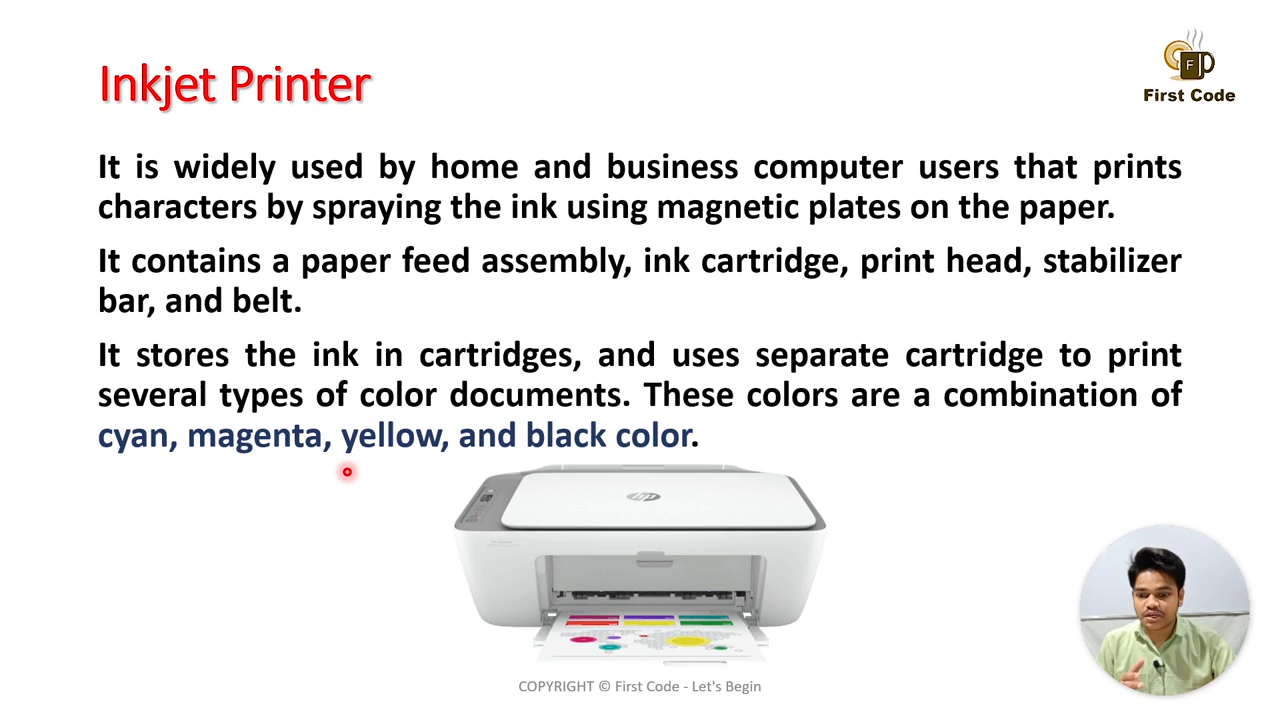 Inkjet Printer
F
First Code
It is widely used by home and business computer users that prints
characters by spraying the ink using magnetic plates on the paper.
It contains a paper feed assembly, ink cartridge, print head, stabilizer
bar, and belt.
It stores the ink in cartridges, and uses separate cartridge to print
several types of color documents. These colors are a combination of
cyan, magenta, yellow, and black color.
hp
COPYRIGHT © First Code - Let's Begin